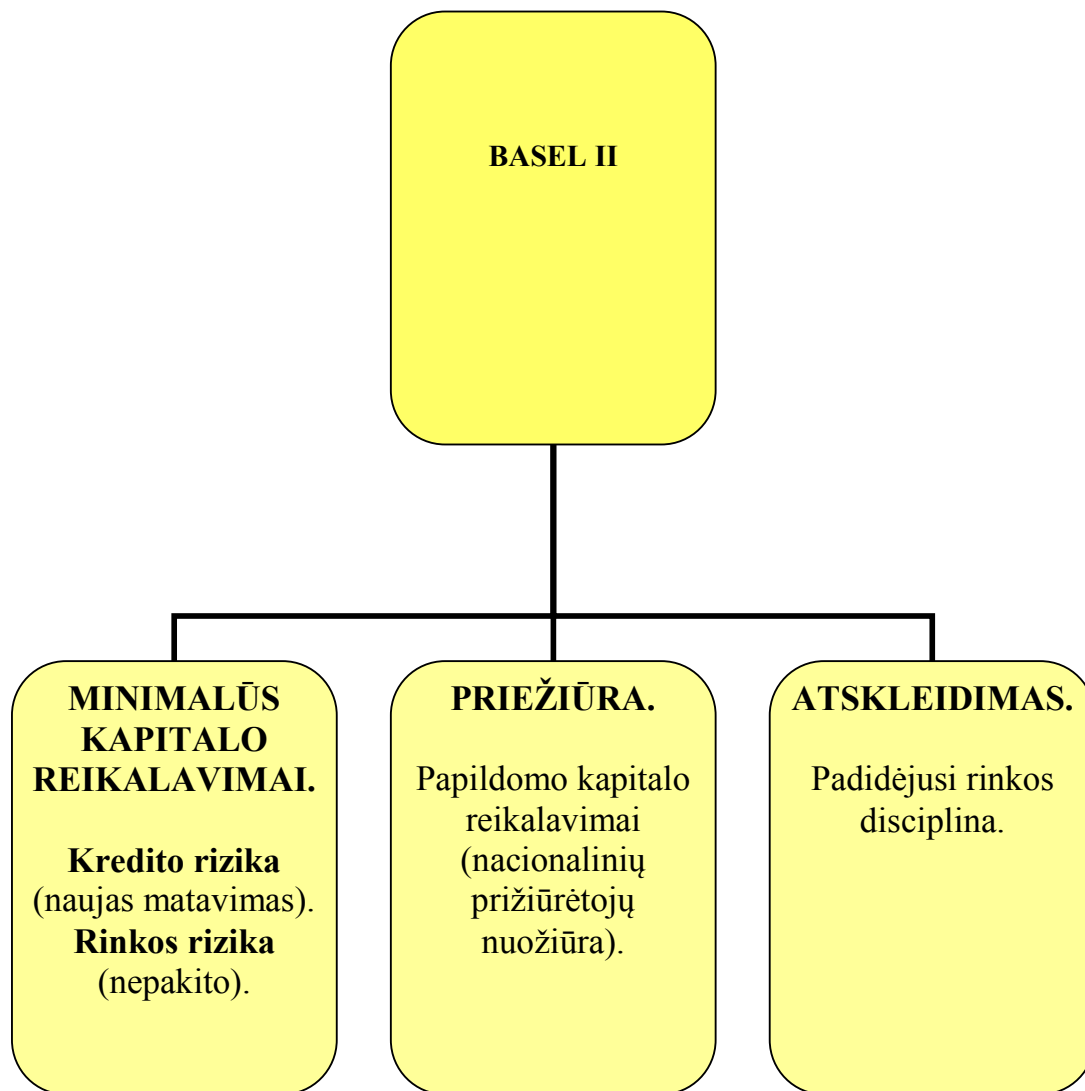 BASEL II
MINIMALŪS
KAPITALO
REIKALAVIMAI.
Kredito rizika
(naujas matavimas).
Rinkos rizika
(nepakito).
PRIEŽIŪRA.
Papildomo kapitalo
reikalavimai
(nacionalinių
prižiūrėtojų
nuožiūra).
ATSKLEIDIMAS.
Padidėjusi rinkos
disciplina.